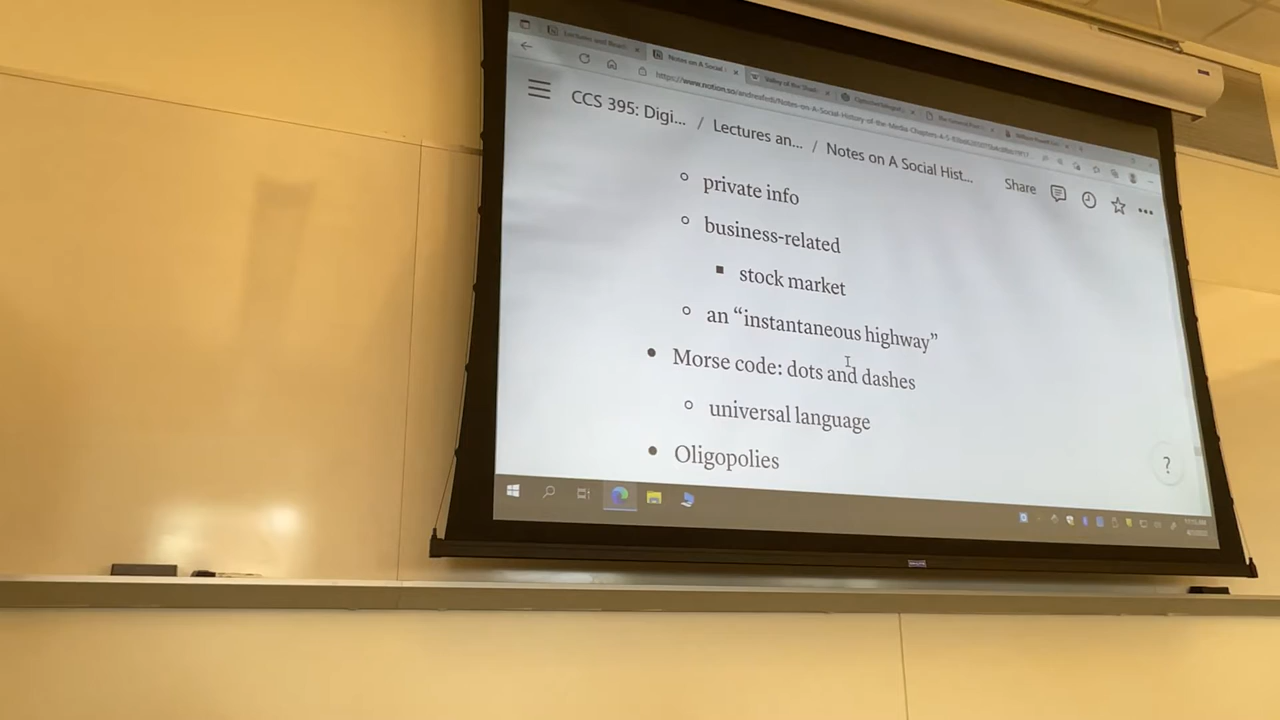 CCS 395: Digi... / Lectures an... / Notes on A Social Hist... Share
private info
business-related
stock market
an “instantaneous highway”
Morse code: dots and dashes
universal language
Oligopolies
?